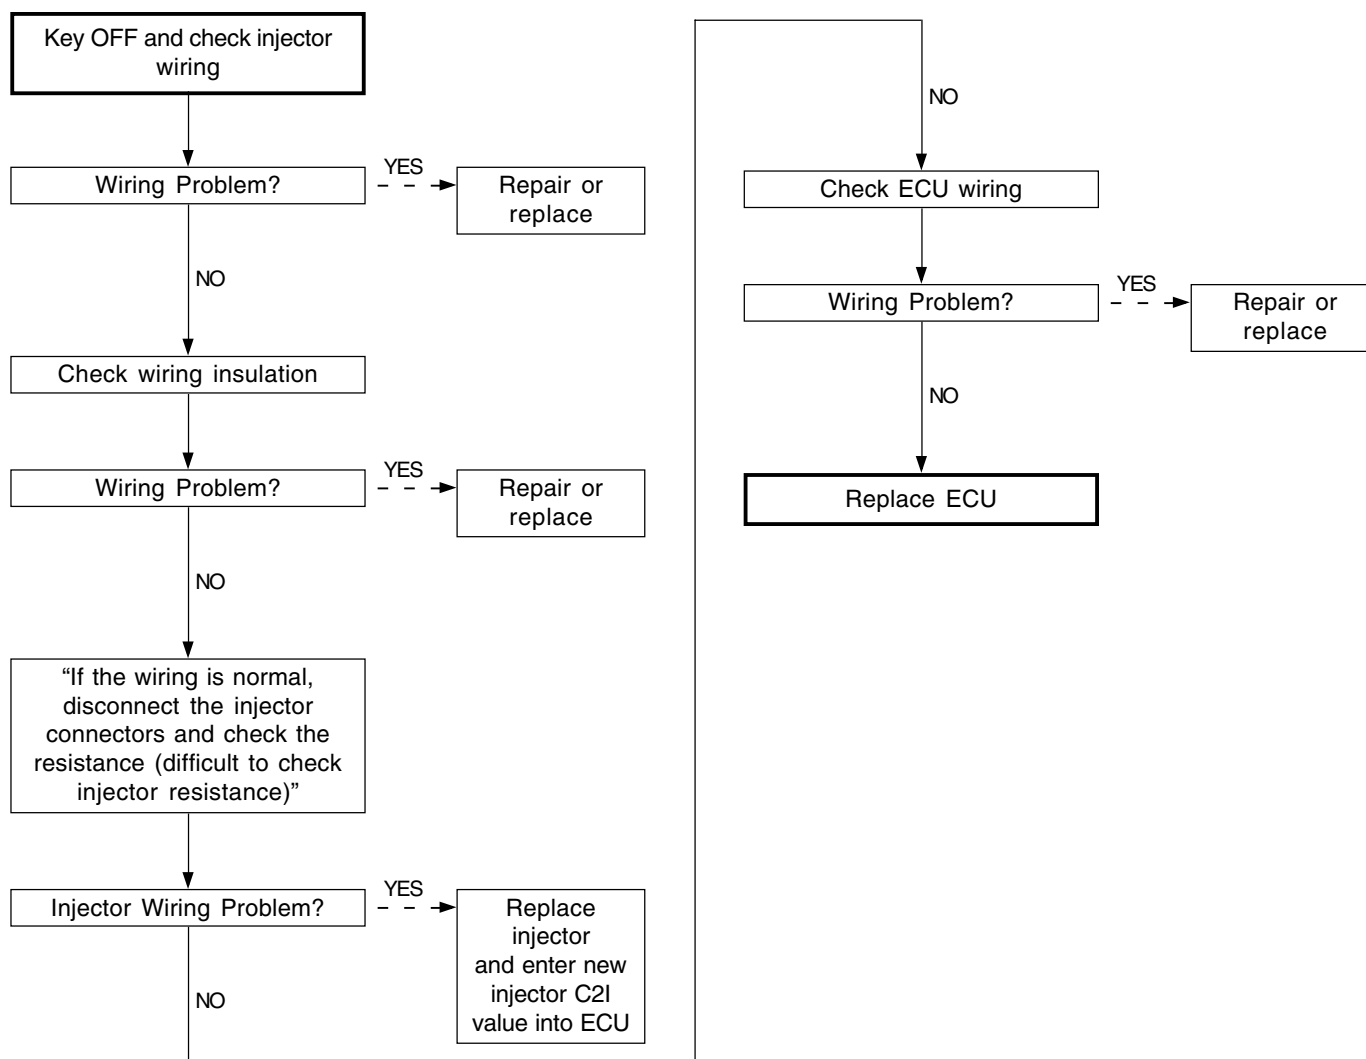 Key OFF and check injector
wiring
Wiring Problem?
YES
Repair or
replace
NO
Check wiring insulation
Wiring Problem?
YES
Repair or
replace
NO
“If the wiring is normal,
disconnect the injector
connectors and check the
resistance (difficult to check
injector resistance)”
Injector Wiring Problem?
YES
Replace
injector
and enter new
injector C2I
value into ECU
NO
NO
Check ECU wiring
Wiring Problem?
YES
Repair or
replace
NO
Replace ECU